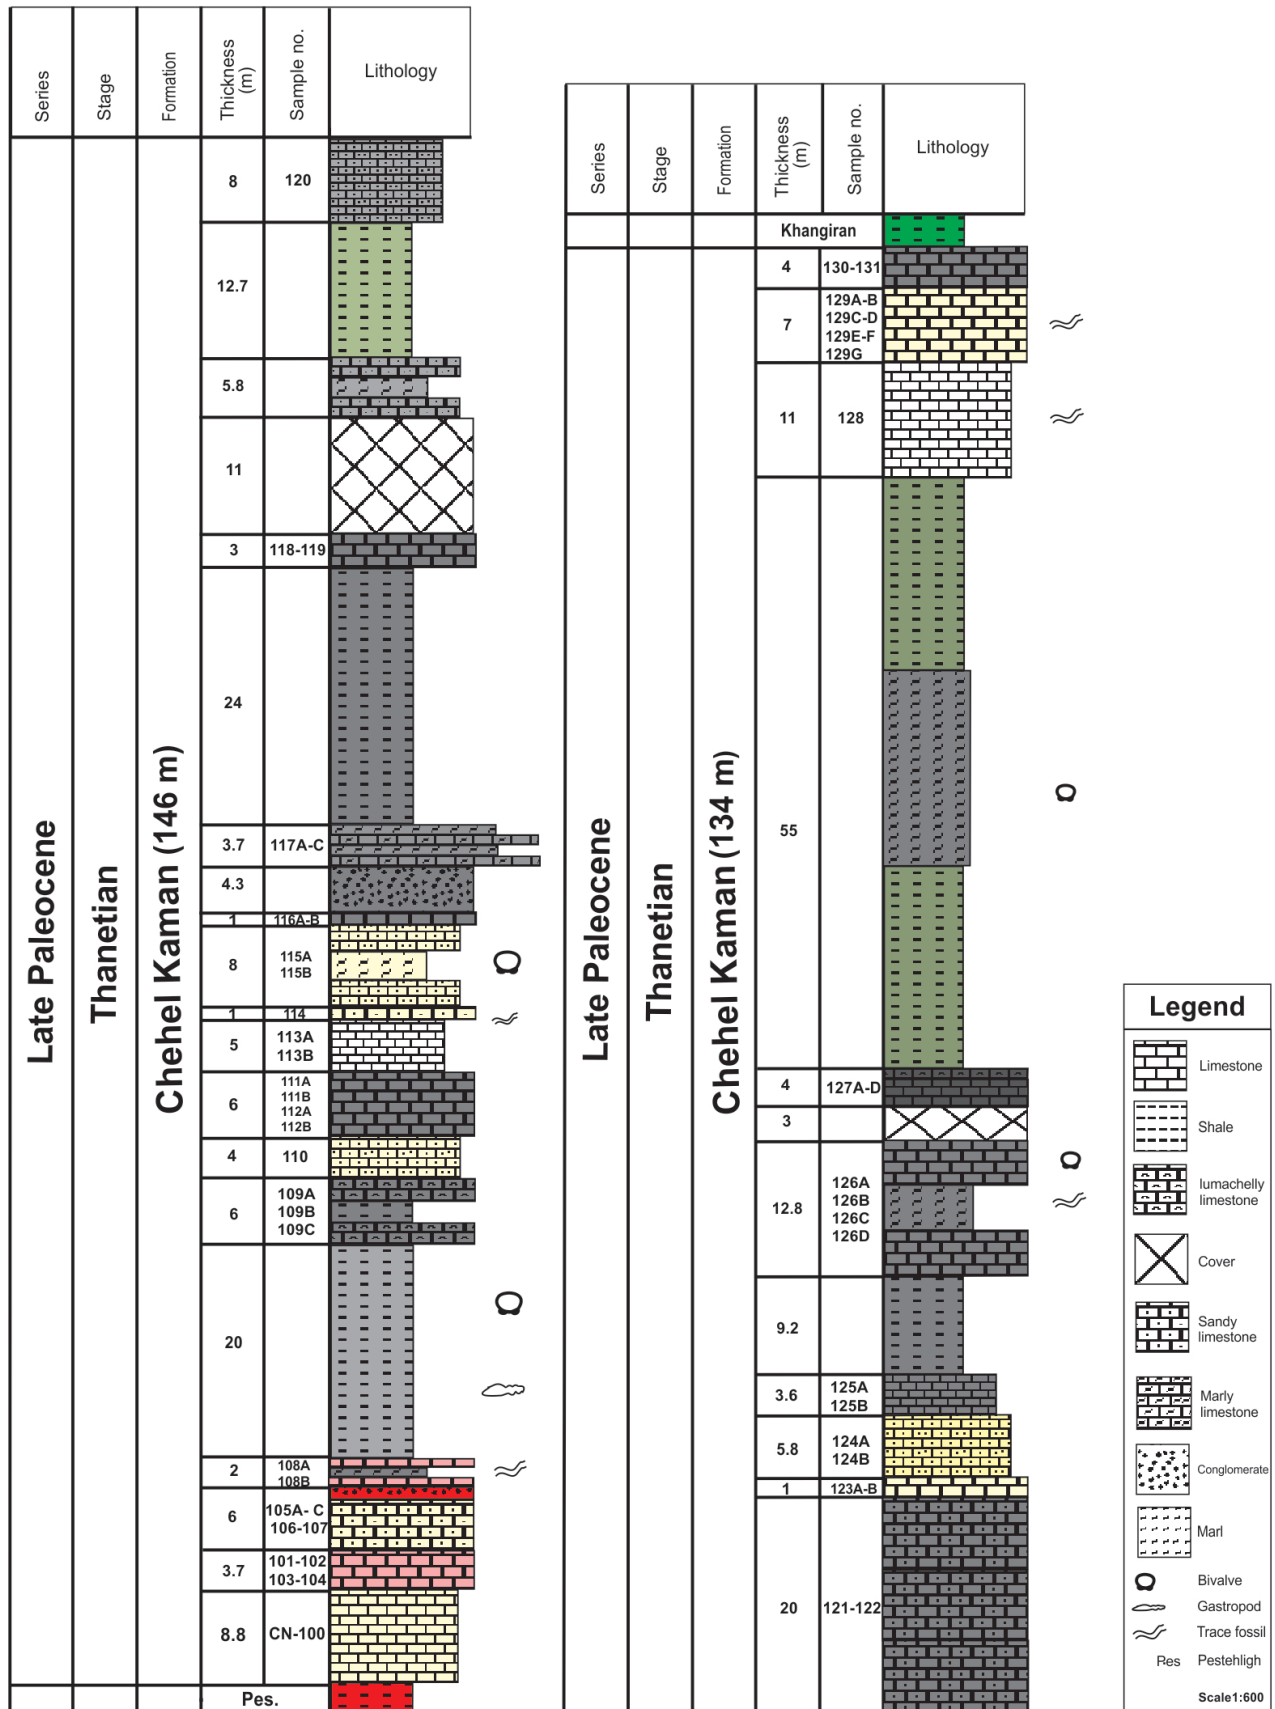 Series
Stage
Formation
Thickness
(m)
Sample no.
Lithology
8
120
12.7
5.8
11
3
118-119
24
3.7
117A-C
4.3
1
116A-B
8
115A
115B
1
114
5
113A
113B
6
111A
111B
112A
112B
4
110
6
109A
109B
109C
20
2
108A
108B
6
105A- C
106-107
3.7
101-102
103-104
8.8
CN-100
Pes.
Late Paleocene
Thanetian
Chehel Kaman (146 m)
Series
Stage
Formation
Thickness
(m)
Sample no.
Lithology
Khangiran
4
130-131
7
129A-B
129C-D
129E-F
129G
11
128
55
4
127A-D
3
12.8
126A
126B
126C
126D
9.2
3.6
125A
125B
5.8
124A
124B
1
123A-B
20
121-122
Late Paleocene
Thanetian
Chehel Kaman (134 m)
Legend
Limestone
Shale
lumachelly
limestone
Cover
Sandy
limestone
Marly
limestone
Conglomerate
Marl
Bivalve
Gastropod
Trace fossil
Res Pestehligh
Scale1:600